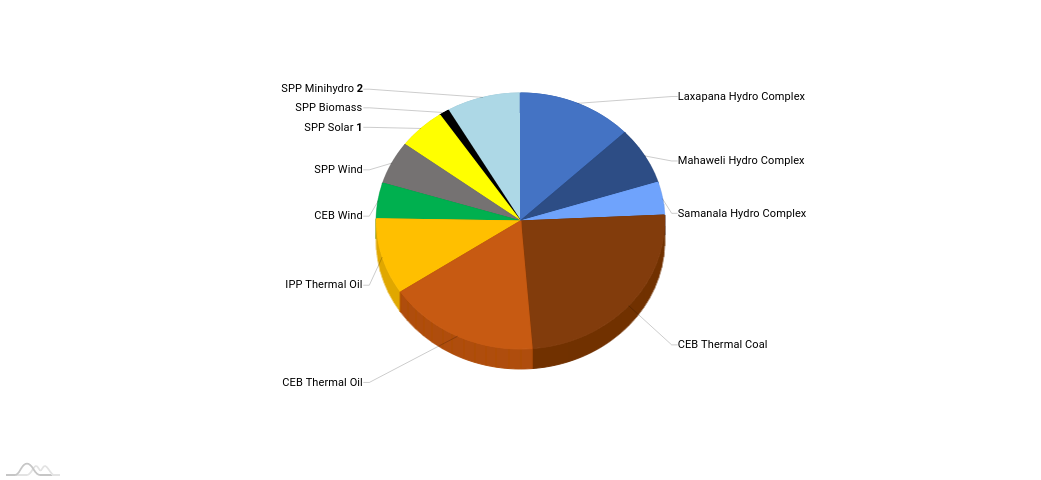 SPP Minihydro 2
SPP Biomass
SPP Solar 1
SPP Wind
CEB Wind
IPP Thermal Oil
CEB Thermal Oil
Laxapana Hydro Complex
Mahaweli Hydro Complex
Samanala Hydro Complex
CEB Thermal Coal